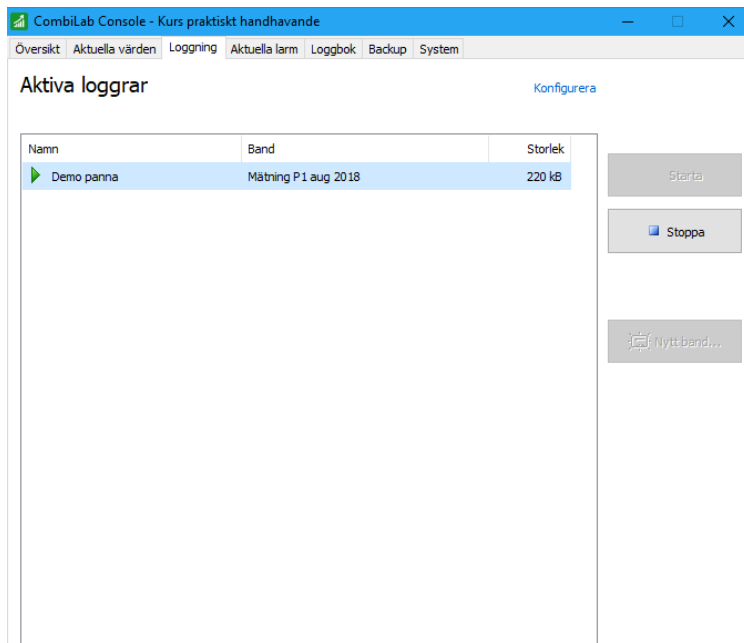 CombiLab Console - Kurs praktiskt handhavande
Översikt Aktuella värden Loggning Aktuella larm Loggbok Backup System
Aktiva loggrar
Konfigurera
Namn Band Storlek
Demo panna Mätning P1 aug 2018 220 kB
Starta
Stoppa
Nytt band...